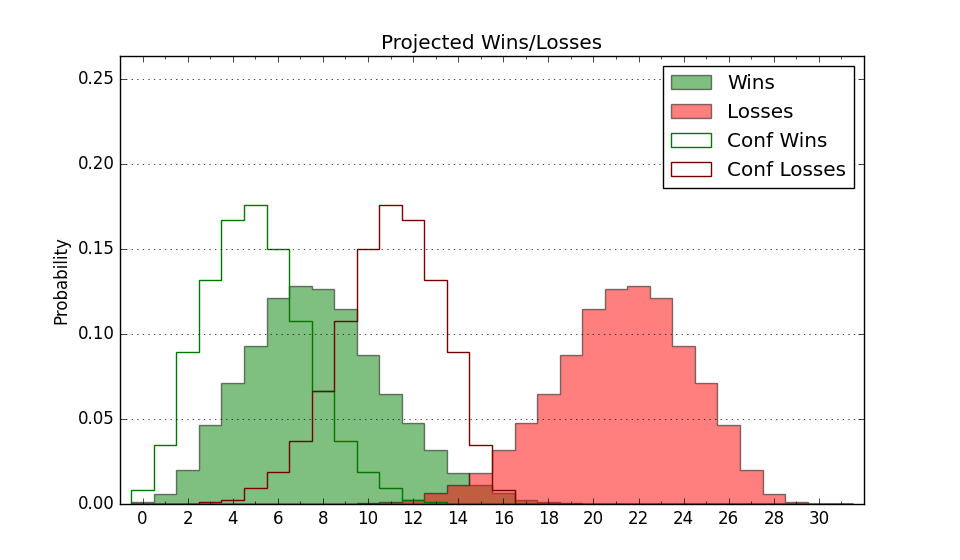 Projected Wins/Losses
Probability
0.25
0.20
0.15
0.10
0.05
0.00
Wins
Losses
Conf Wins
Conf Losses
0 2 4 6 8 10 12 14 16 18 20 22 24 26 28 30